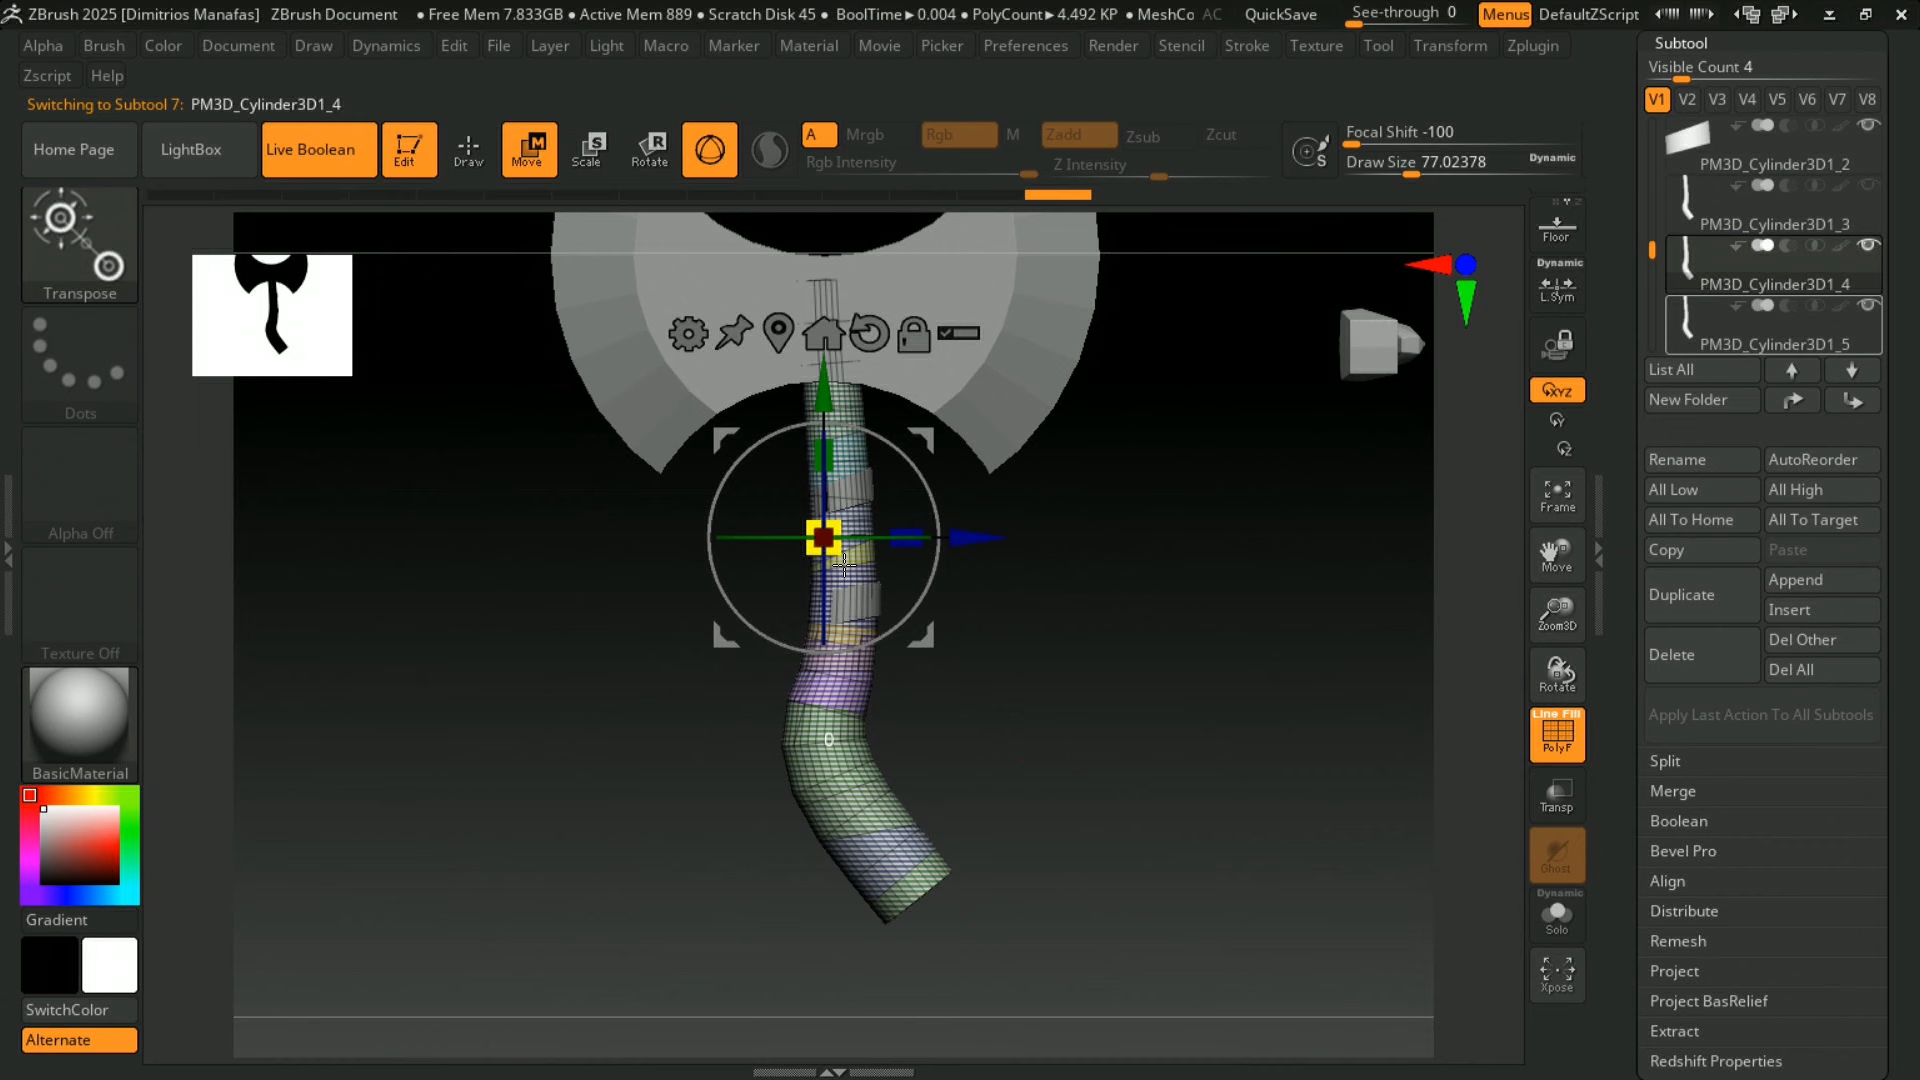 ZBrush 2025 [Dimitrios Manafas] ZBrush Document • Free Mem 7.833GB • Active Mem 889 • Scratch Disk 45 • BoolTime►0.004 • PolyCount►4.492 KP • MeshCo AC QuickSave See-through 0 Menus DefaultZScript
Alpha Brush Color Document Draw Dynamics Edit File Layer Light Macro Marker Material Movie Picker Preferences Render Stencil Stroke Texture Tool Transform Zplugin
Zscript Help
Switching to Subtool 7: PM3D_Cylinder3D1_4
Home Page LightBox Live Boolean Edit Draw Move Scale Rotate A Mrgb Rgb M Zadd Zsub Zcut Focal Shift -100
Rgb Intensity Z Intensity Draw Size 77.02378 Dynamic
Transpose
Dots
Alpha Off
Texture Off
BasicMaterial
Gradient
SwitchColor
Alternate
0
Floor
Dynamic
L.Sym
XYZ
Frame
Move
Zoom3D
Rotate
Line Fill
PolyF
Transp
Ghost
Dynamic
Solo
Xpose
Subtool
Visible Count 4
V1 V2 V3 V4 V5 V6 V7 V8
PM3D_Cylinder3D1_2
PM3D_Cylinder3D1_3
PM3D_Cylinder3D1_4
PM3D_Cylinder3D1_5
List All
New Folder
Rename AutoReorder
All Low All High
All To Home All To Target
Copy Paste
Duplicate Append
Insert
Delete Del Other
Del All
Apply Last Action To All Subtools
Split
Merge
Boolean
Bevel Pro
Align
Distribute
Remesh
Project
Project BasRelief
Extract
Redshift Properties